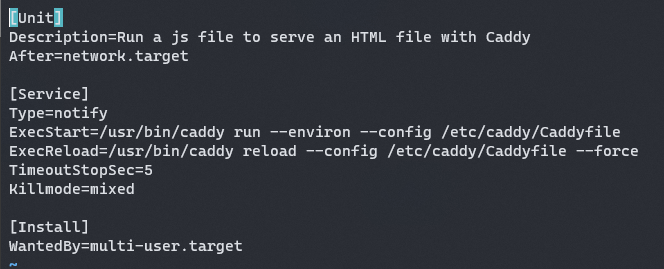 [Unit]
Description=Run a js file to serve an HTML file with Caddy
After=network.target
[Service]
Type=notify
ExecStart=/usr/bin/caddy run --environ --config /etc/caddy/Caddyfile
ExecReload=/usr/bin/caddy reload --config /etc/caddy/Caddyfile --force
TimeoutStopSec=5
Killmode=mixed
[Install]
WantedBy=multi-user.target
~